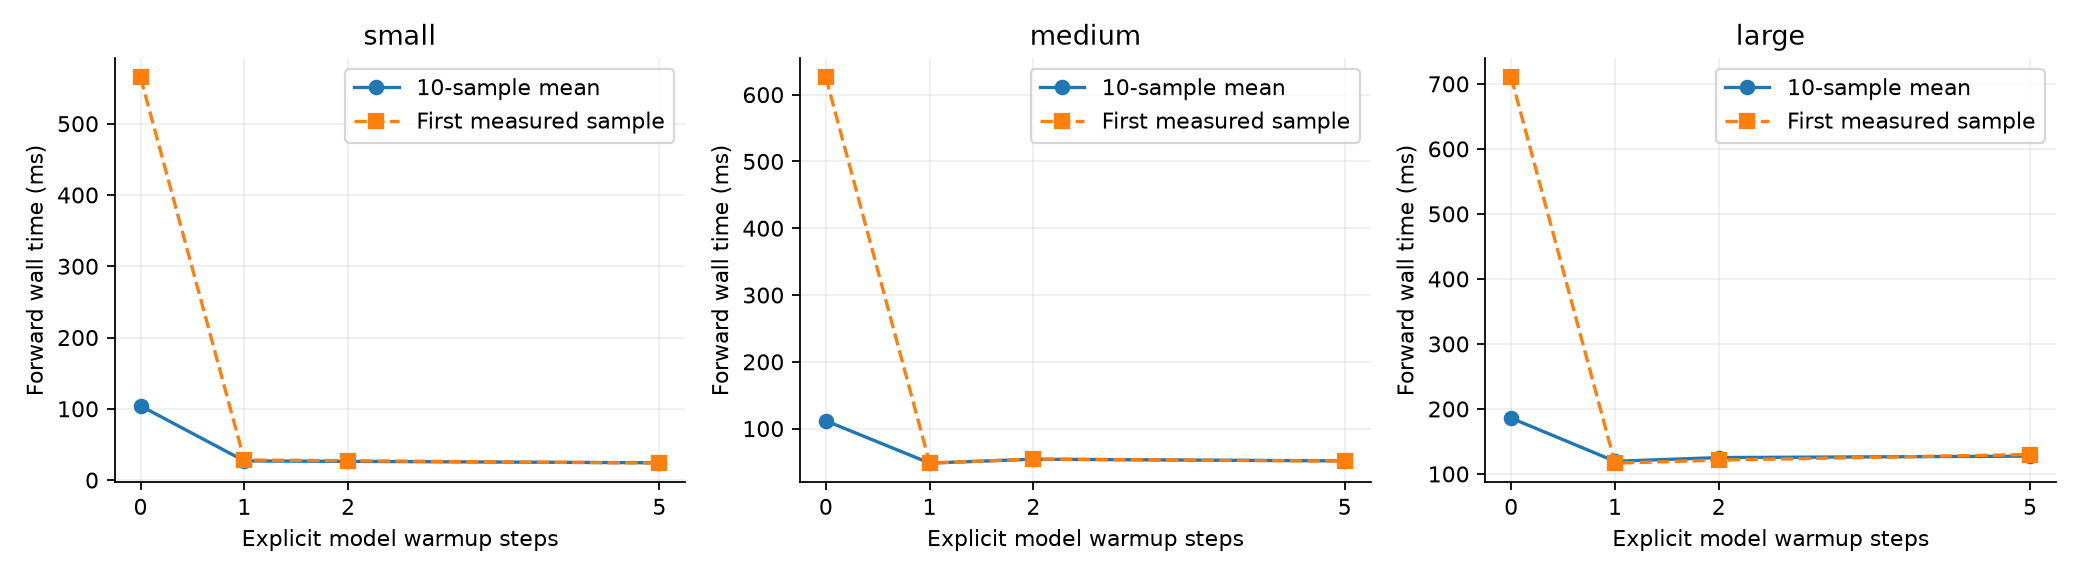 small
10-sample mean
First measured sample
Forward wall time (ms)
500
400
300
200
100
0
0 1 2 5
Explicit model warmup steps
medium
10-sample mean
First measured sample
Forward wall time (ms)
600
500
400
300
200
100
0 1 2 5
Explicit model warmup steps
large
10-sample mean
First measured sample
Forward wall time (ms)
700
600
500
400
300
200
100
0 1 2 5
Explicit model warmup steps